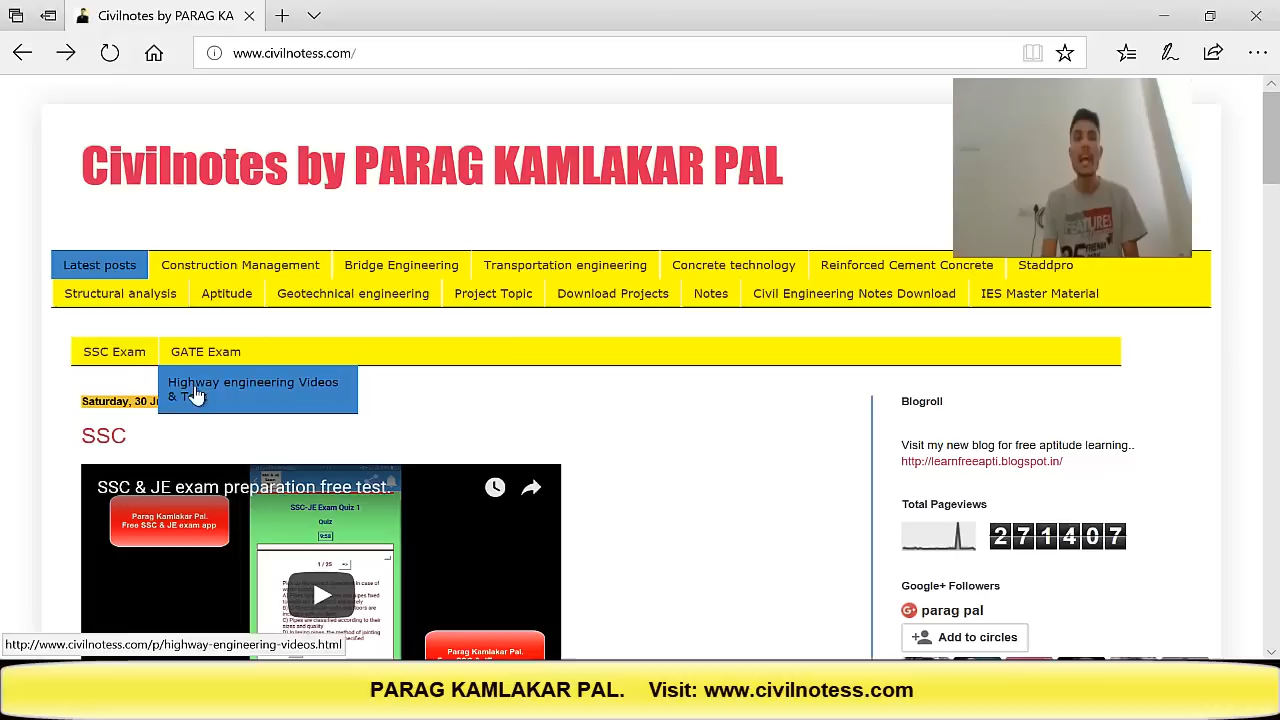 Civilnotes by PARAG KA
www.civilnotess.com/
Civilnotes by PARAG KAMLAKAR PAL
Latest posts
Construction Management
Bridge Engineering
Transportation engineering
Concrete technology
Reinforced Cement Concrete
Staddpro
Structural analysis
Aptitude
Geotechnical engineering
Project Topic
Download Projects
Notes
Civil Engineering Notes Download
IES Master Material
SSC Exam
GATE Exam
Highway engineering Videos
&
Saturday, 30
SSC
SSC & JE exam preparation free test.
Parag Kamlakar Pal.
Free SSC & JE exam app
SSC-JE Exam Quiz 1
Quiz
9:58
1 / 25
Parag Kamlakar Pal.
Blogroll
Visit my new blog for free aptitude learning..
http://learnfreeapti.blogspot.in/
Total Pageviews
271407
Google+ Followers
parag pal
Add to circles
FEATURES
http://www.civilnotess.com/p/highway-engineering-videos.html
PARAG KAMLAKAR PAL. Visit: www.civilnotess.com